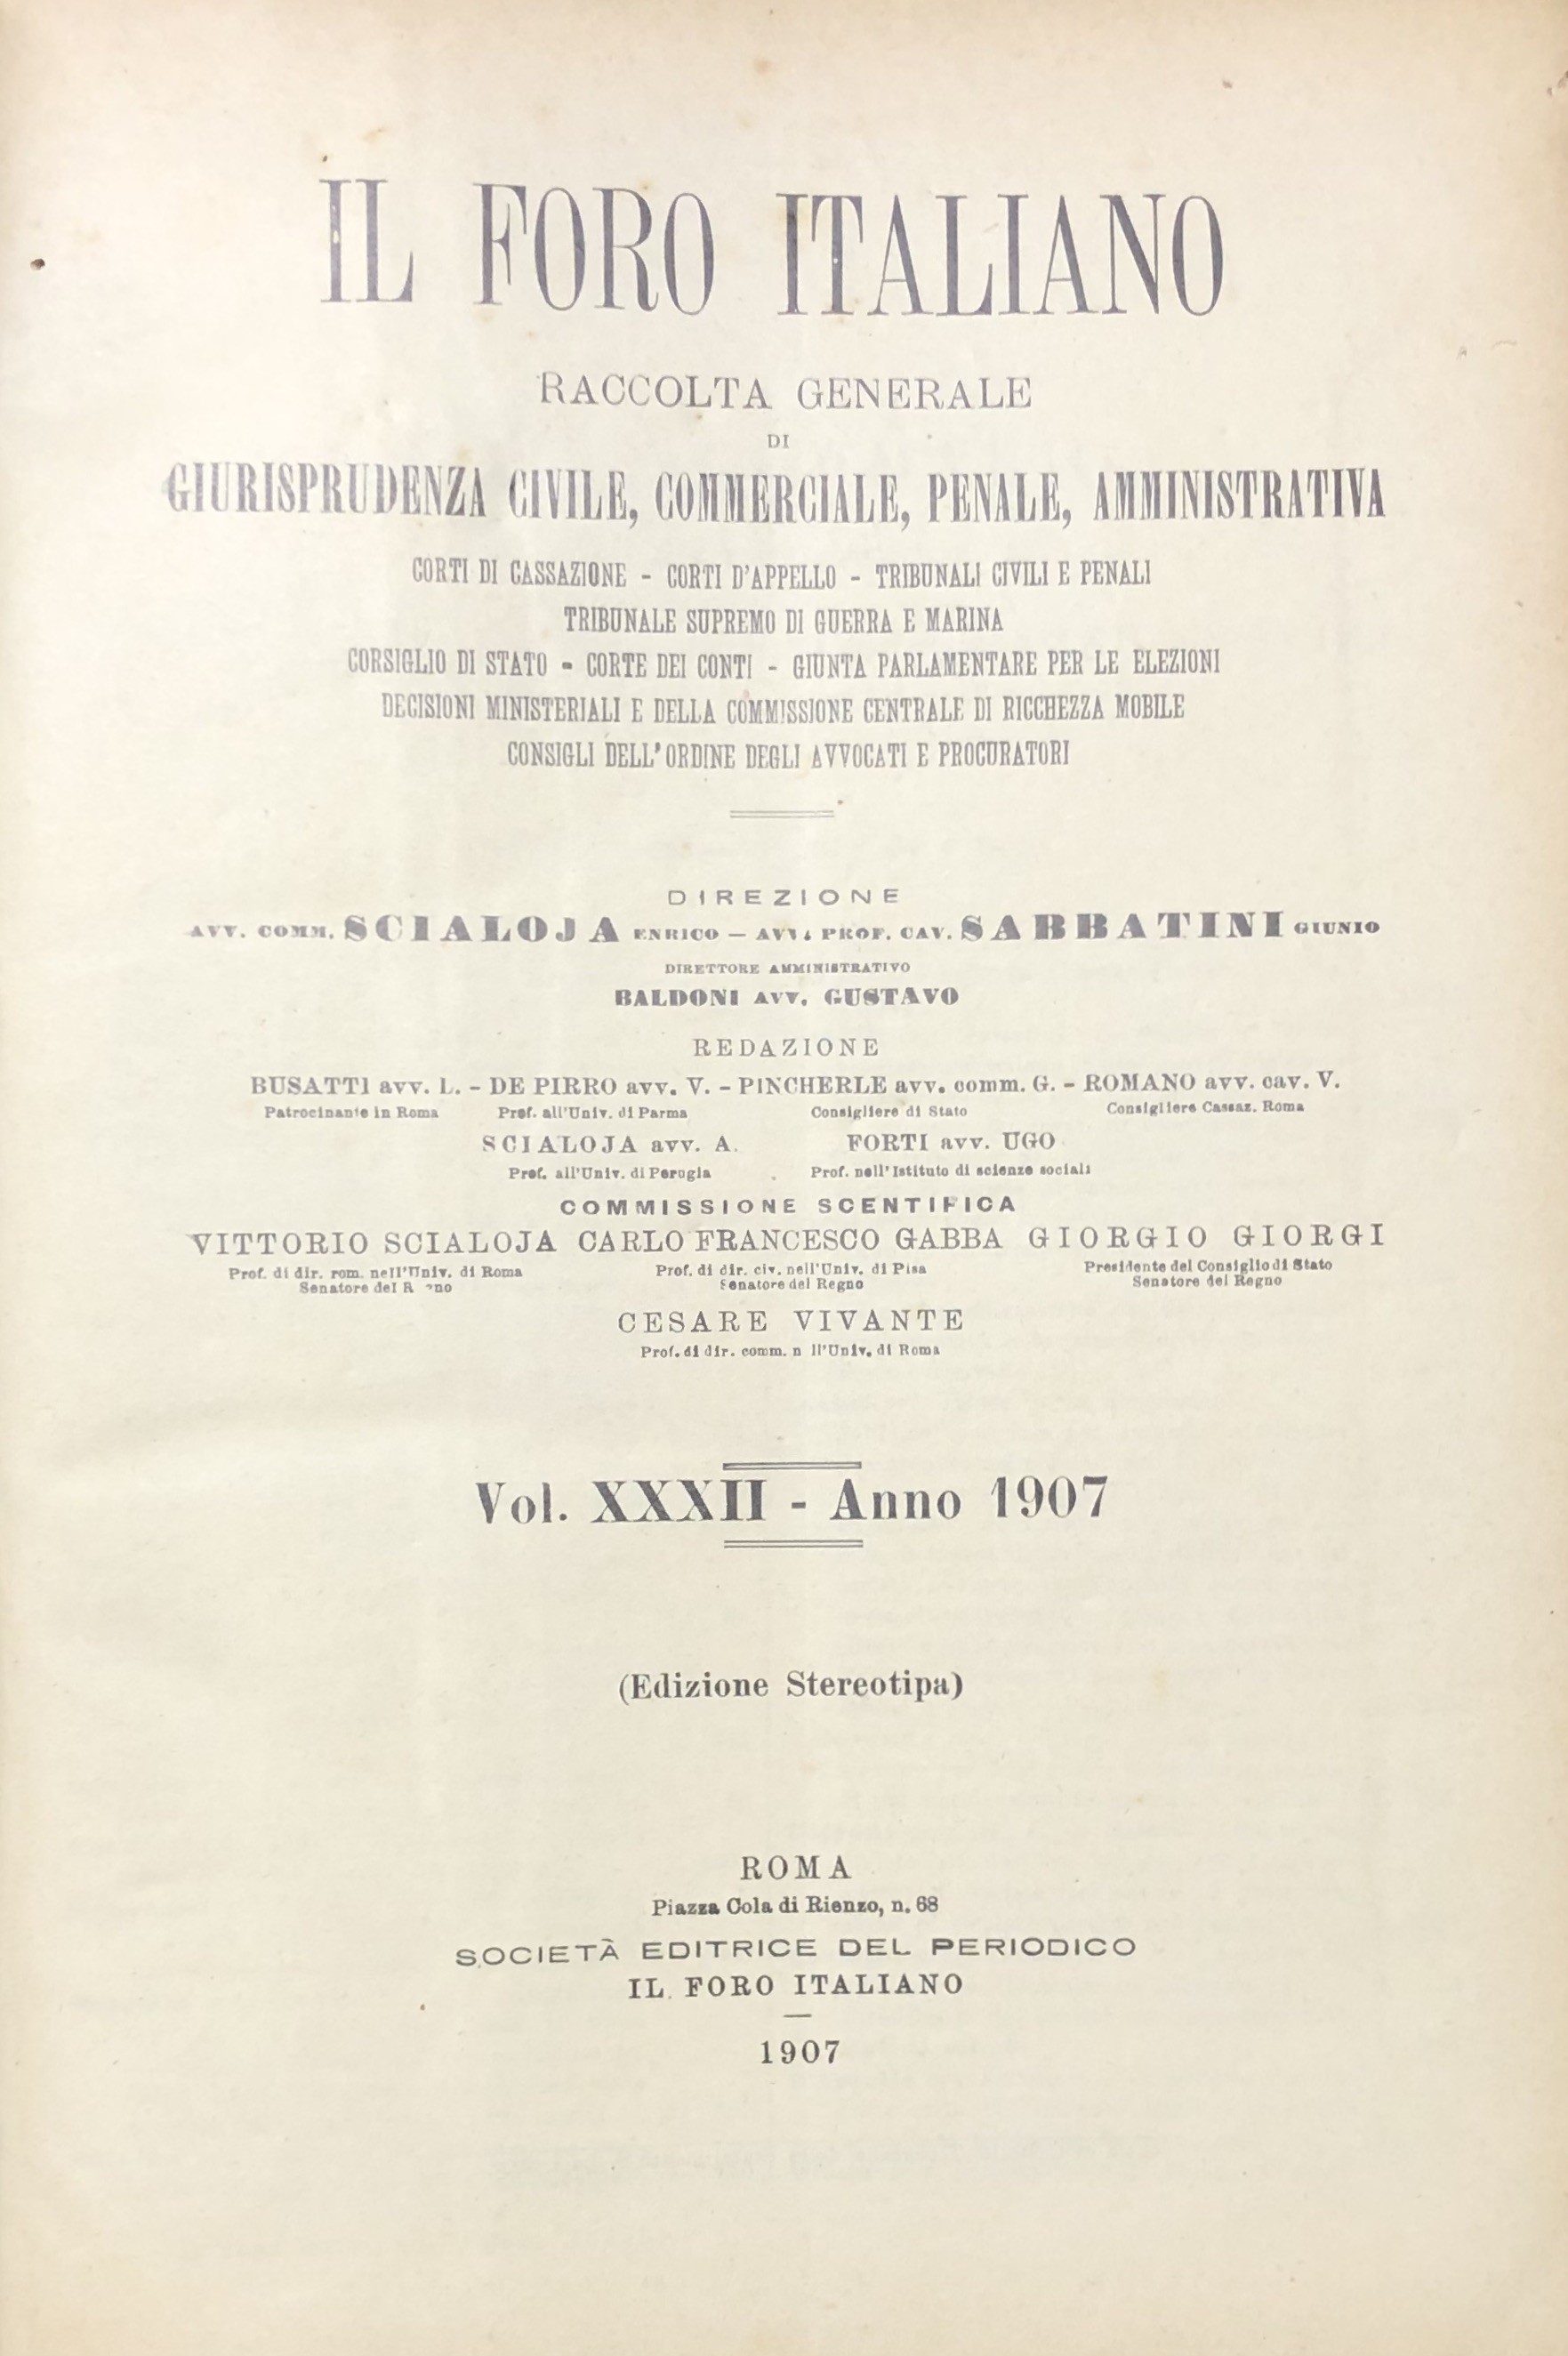 IL FORO ITALIANO
RACCOLTA GENERALE
DI
GIURISPRUDENZA CIVILE, COMMERCIALE, PENALE, AMMINISTRATIVA
CORTI DI CASSAZIONE - CORTI D'APPELLO - TRIBUNALI CIVILI E PENALI
TRIBUNALE SUPREMO DI GUERRA E MARINA
CORSIGLIO DI STATO - CORTE DEI CONTI - GIUNTA PARLAMENTARE PER LE ELEZIONI
DECISIONI MINISTERIALI E DELLA COMMISSIONE CENTRALE DI RICCHEZZA MOBILE
CONSIGLI DELL'ORDINE DEGLI AVVOCATI E PROCURATORI
DIREZIONE
AVV. COMM. SCIALOJA ENRICO — AVV. PROF. CAV. SABBATINI GIUNIO
DIRETTORE AMMINISTRATIVO
BALDONI AVV. GUSTAVO
REDAZIONE
BUSATTI avv. L. - DE PIRRO avv. V. - PINCHERLE avv. comm. G. - ROMANO avv. cav. V.
Patrocinante in Roma Prof. all'Univ. di Parma Consigliere di Stato Consigliere Cassaz. Roma
SCIALOJA avv. A. FORTI avv. UGO
Prof. all'Univ. di Perugia Prof. nell'Istituto di scienze sociali
COMMISSIONE SCENTIFICA
VITTORIO SCIALOJA CARLO FRANCESCO GABBA GIORGIO GIORGI
Prof. di dir. rom. nell'Univ. di Roma Prof. di dir. civ. nell'Univ. di Pisa Presidente del Consiglio di Stato
Senatore del R no Senatore del Regno Senatore del Regno
CESARE VIVANTE
Prof. di dir. comm. n ll'Univ. di Roma
Vol. XXXII - Anno 1907
(Edizione Stereotipa)
ROMA
Piazza Cola di Rienzo, n. 68
SOCIETÀ EDITRICE DEL PERIODICO
IL FORO ITALIANO
1907